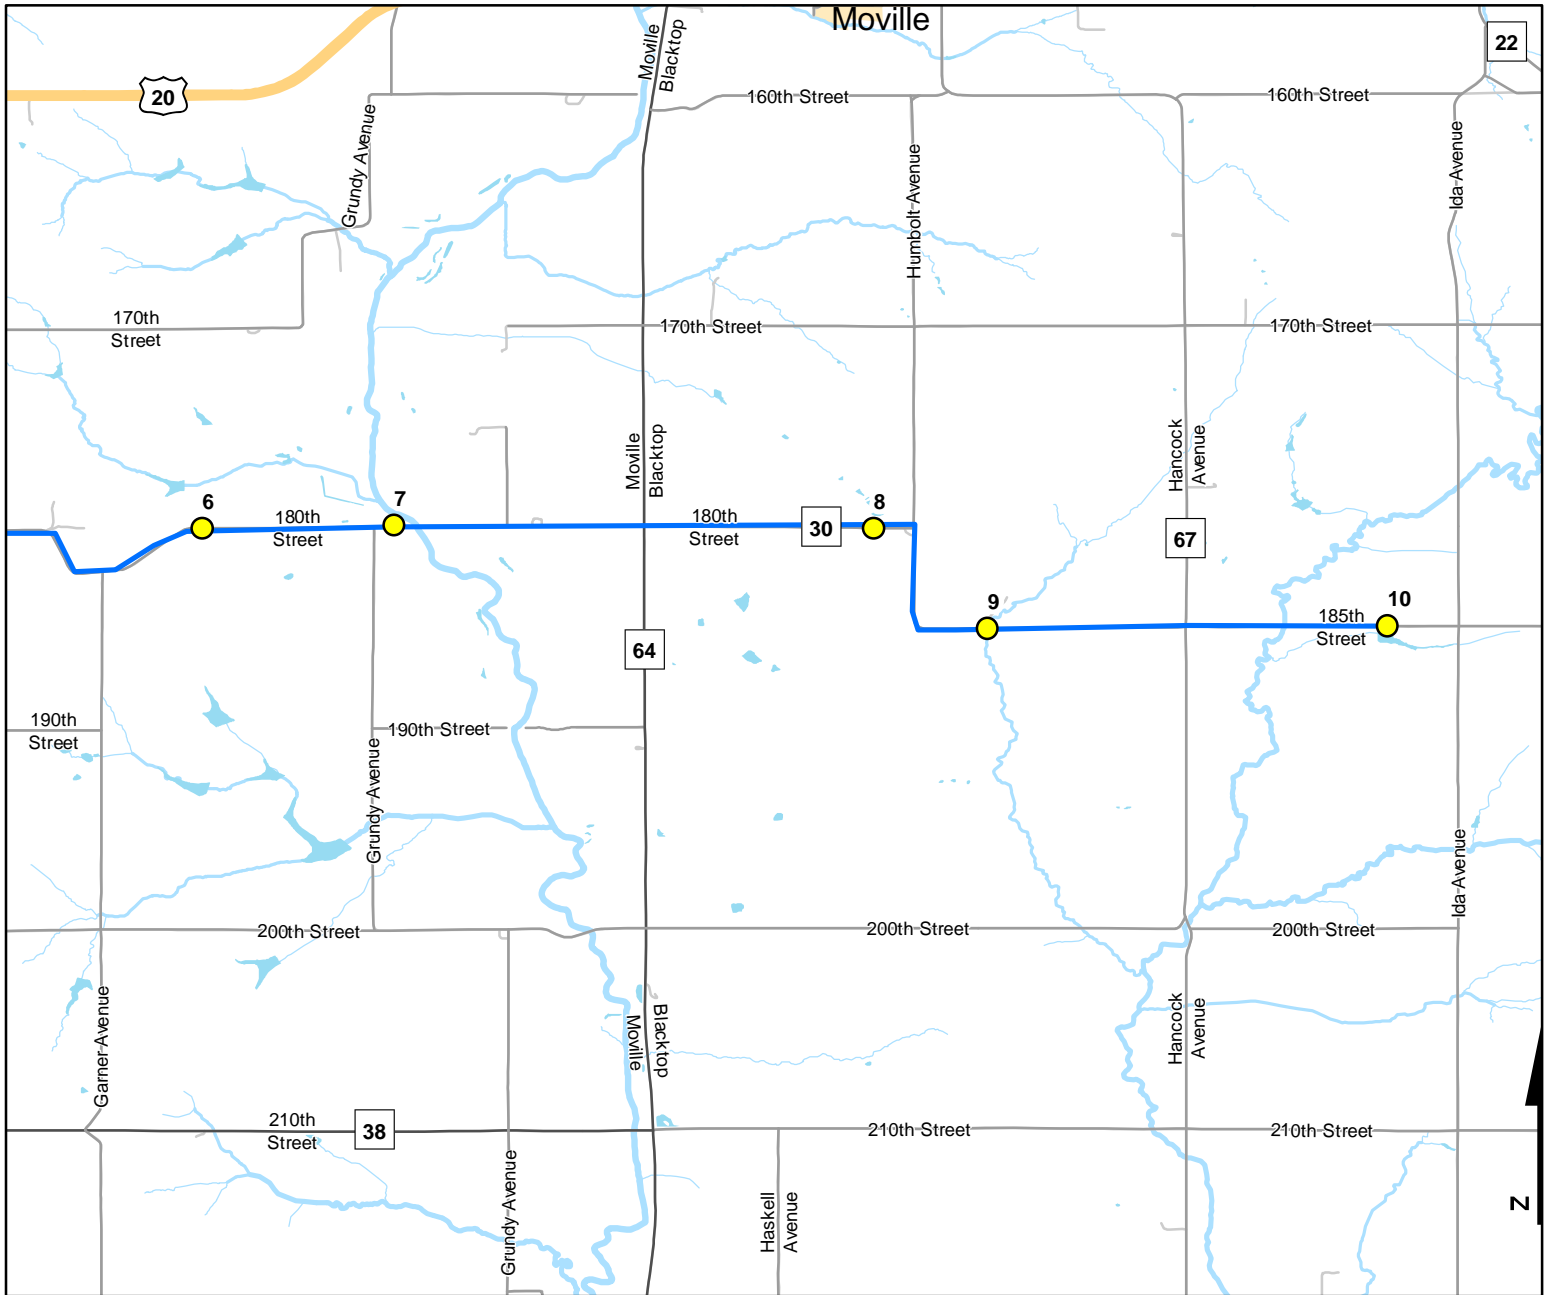 Moville
22
20
Moville
Blacktop
160th Street
160th Street
Grundy Avenue
Humbolt Avenue
Ida Avenue
170th
Street
170th Street
170th Street
Moville
Blacktop
Hancock
Avenue
6
180th
Street
7
180th
Street
30
8
67
9
10
185th
Street
64
190th
Street
190th Street
Grundy Avenue
Ida Avenue
200th Street
200th Street
200th Street
Garner Avenue
Moville
Blacktop
Hancock
Avenue
210th
Street
38
210th Street
210th Street
Grundy Avenue
Haskell
Avenue
N